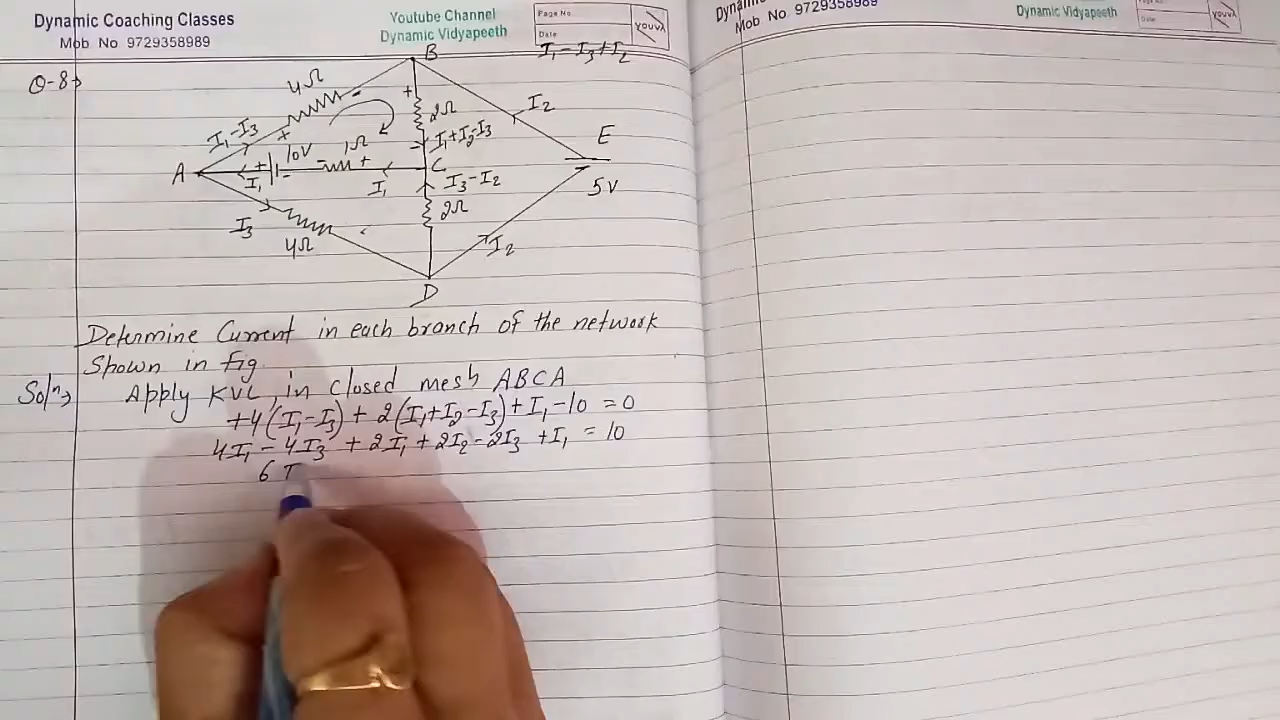 Dynamic Coaching Classes
Mob No 9729358989
Youtube Channel
Dynamic Vidyapeeth
Page No
Date
YOUVA
Mob No 9729358989
Dynamic Vidyapeeth
Date
YOUVA
Q-8→
B
I₁-I₃+I₂
4Ω
+ -
+
2Ω
I₂
I₁-I₃
I₁+I₂-I₃
E
A
+ 10V -
- 1Ω +
C
I₁
I₁
I₃-I₂
5V
I₃
2Ω
4Ω
I₂
D
Determine Current in each branch of the network
Shown in fig
Solⁿ→ Apply KVL, in closed mesh ABCA
+4(I₁-I₃) + 2(I₁+I₂-I₃) + I₁ -10 = 0
4I₁ - 4I₃ + 2I₁ + 2I₂ - 2I₃ + I₁ = 10
6 I